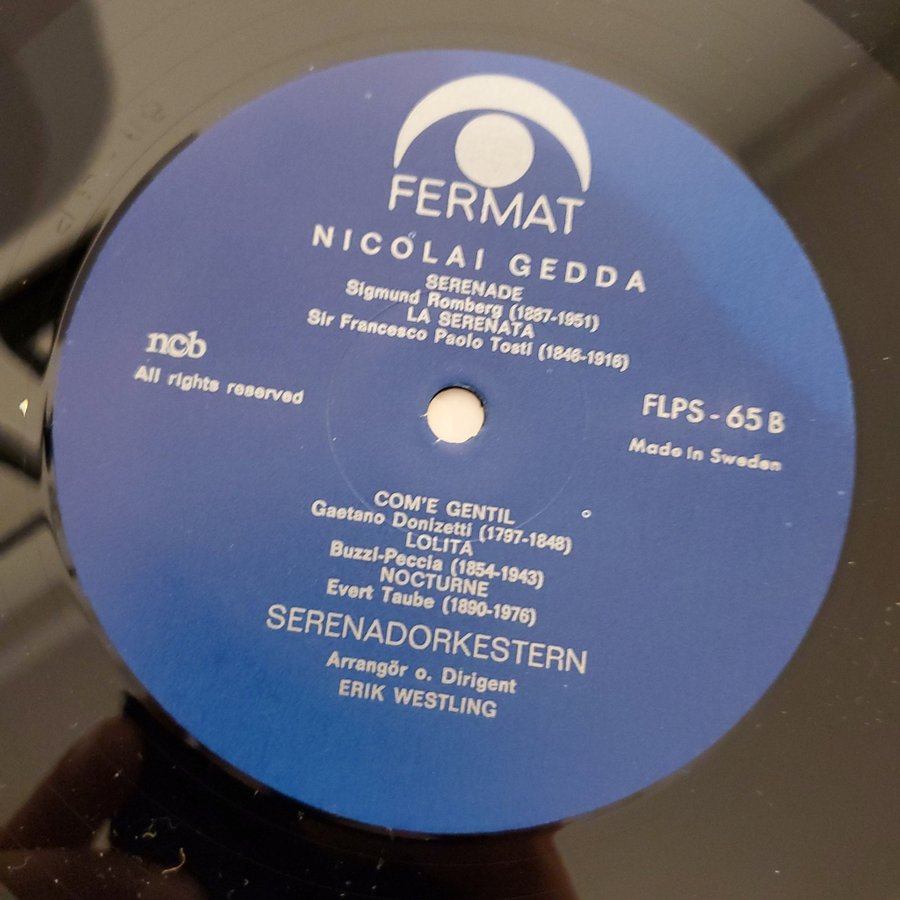 FERMAT
NICOLAI GEDDA
SERENADE
Sigmund Romberg (1887-1951)
LA SERENATA
Sir Francesco Paolo Tosti (1846-1916)
ncb
All rights reserved
FLPS - 65 B
Made in Sweden
COM'E GENTIL
Gaetano Donizetti (1797-1848)
LOLITA
Buzzi-Peccia (1854-1943)
NOCTURNE
Evert Taube (1890-1976)
SERENADORKESTERN
Arrangör o. Dirigent
ERIK WESTLING